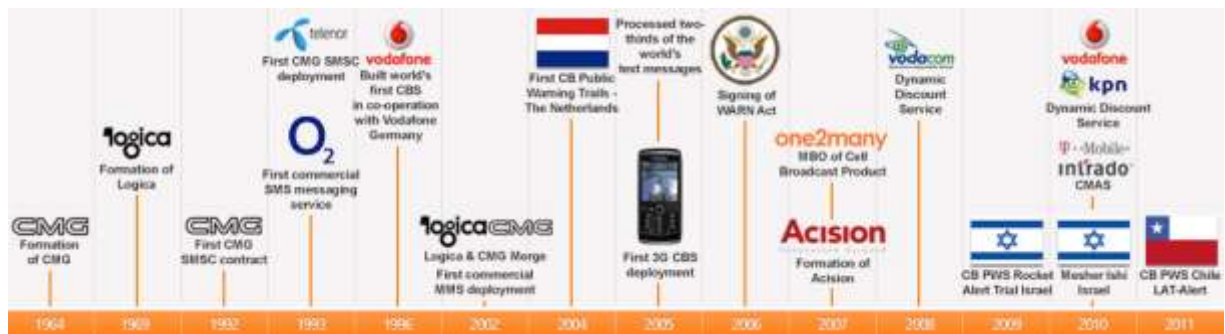 CMG
Formation
of CMG
logica
Formation of
Logica
CMG
First CMG
SMSC contract
telenor
First CMG SMSC
deployment
O2
First commercial
SMS messaging
service
vodafone
Built world's
first CBS
in co-operation
with Vodafone
Germany
logicaCMG
Logica & CMG Merge
First commercial
MMS deployment
First CB Public
Warning Trails -
The Netherlands
Processed two-
thirds of the
world's
text messages
First 3G CBS
deployment
Signing of
WARN Act
one2many
MBO of Cell
Broadcast Product
Acision
Formation of
Acision
vodacom
Dynamic
Discount
Service
CB PWS Rocket
Alert Trial Israel
vodafone
kpn
Dynamic Discount
Service
T··Mobile·
intrado
CMAS
Mesher Ishi
Israel
CB PWS Chile
LAT-Alert
1964
1969
1992
1993
1996
2002
2004
2005
2006
2007
2008
2009
2010
2011